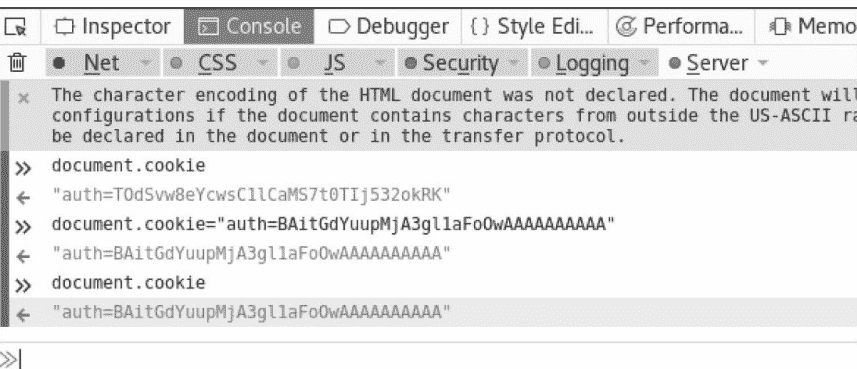 Inspector Console Debugger {} Style Edi... Performa... Memo
Net CSS JS Security Logging Server
× The character encoding of the HTML document was not declared. The document will
configurations if the document contains characters from outside the US-ASCII ra
be declared in the document or in the transfer protocol.
» document.cookie
← "auth=TOdSvw8eYcwsC1lCaMS7t0TIj532okRK"
» document.cookie="auth=BAitGdYuupMjA3gl1aFoOwAAAAAAAAAA"
← "auth=BAitGdYuupMjA3gl1aFoOwAAAAAAAAAA"
» document.cookie
← "auth=BAitGdYuupMjA3gl1aFoOwAAAAAAAAAA"
»